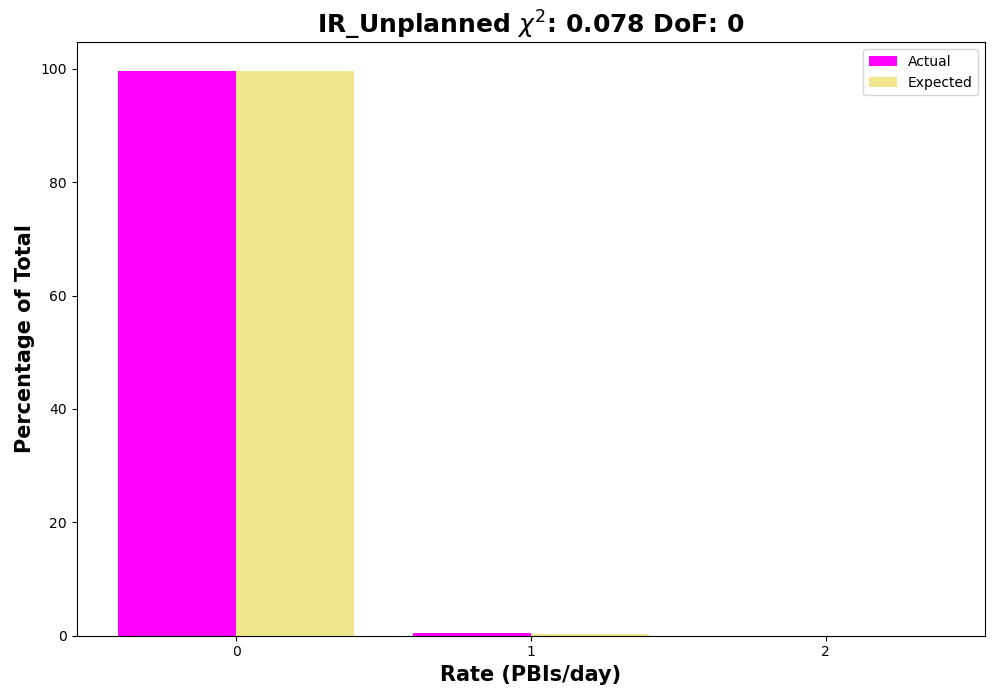 IR_Unplanned χ²: 0.078 DoF: 0
Actual
Expected
Percentage of Total
100
80
60
40
20
0
0 1 2
Rate (PBIs/day)